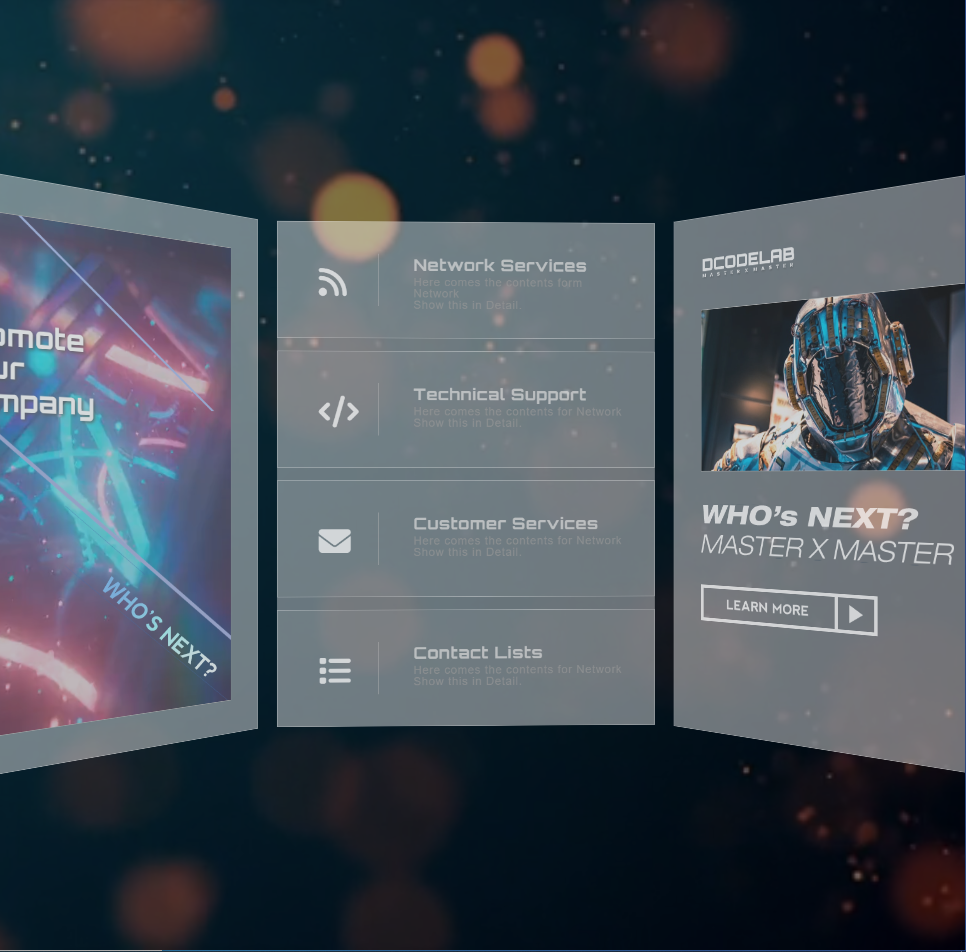 omote
ur
mpany
WHO'S NEXT?
Network Services
Here comes the contents form
Network
Show this in Detail.
Technical Support
Here comes the contents for Network
Show this in Detail.
Customer Services
Here comes the contents for Network
Show this in Detail.
Contact Lists
Here comes the contents for Network
Show this in Detail.
DCODELAB
MASTER X MASTER
WHO's NEXT?
MASTER X MASTER
LEARN MORE